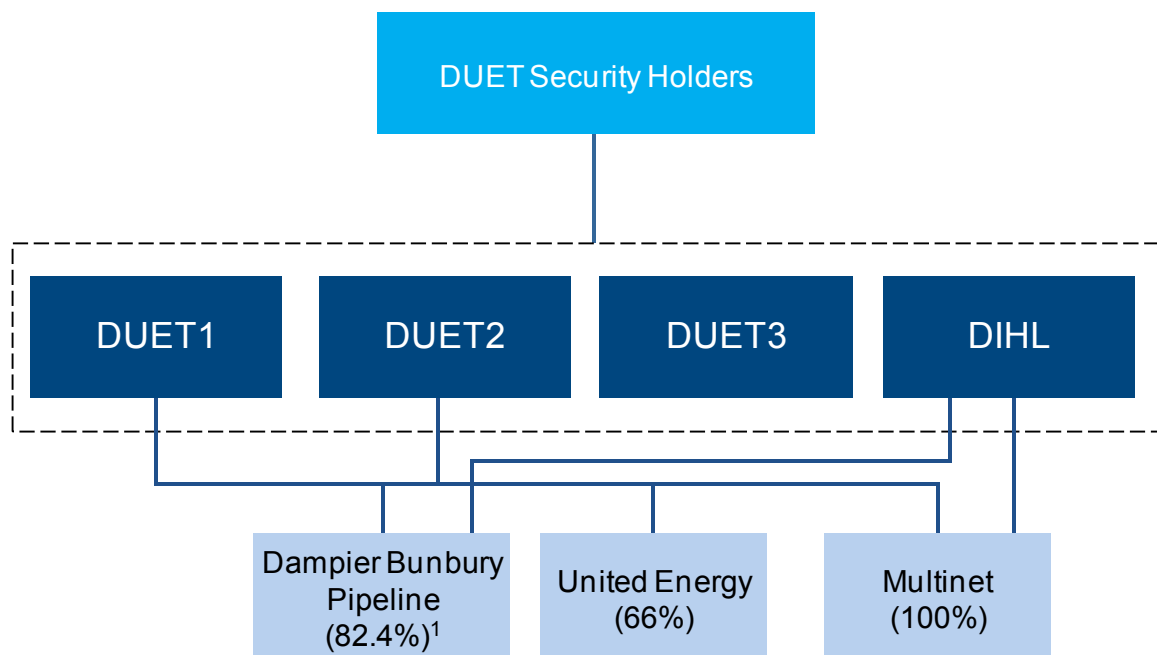 DUET Security Holders
DUET1
DUET2
DUET3
DIHL
Dampier Bunbury
Pipeline
(82.4%)¹
United Energy
(66%)
Multinet
(100%)